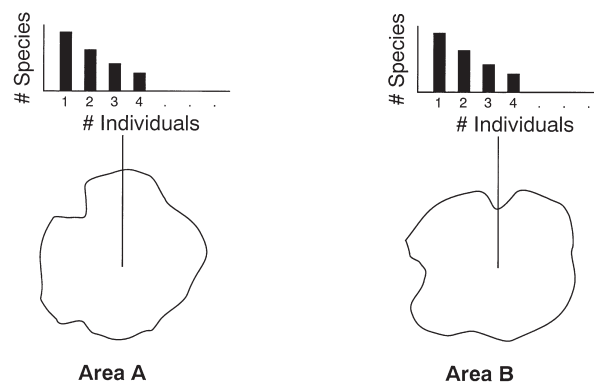 # Species
1 2 3 4 . . .
# Individuals
Area A
# Species
1 2 3 4 . . .
# Individuals
Area B